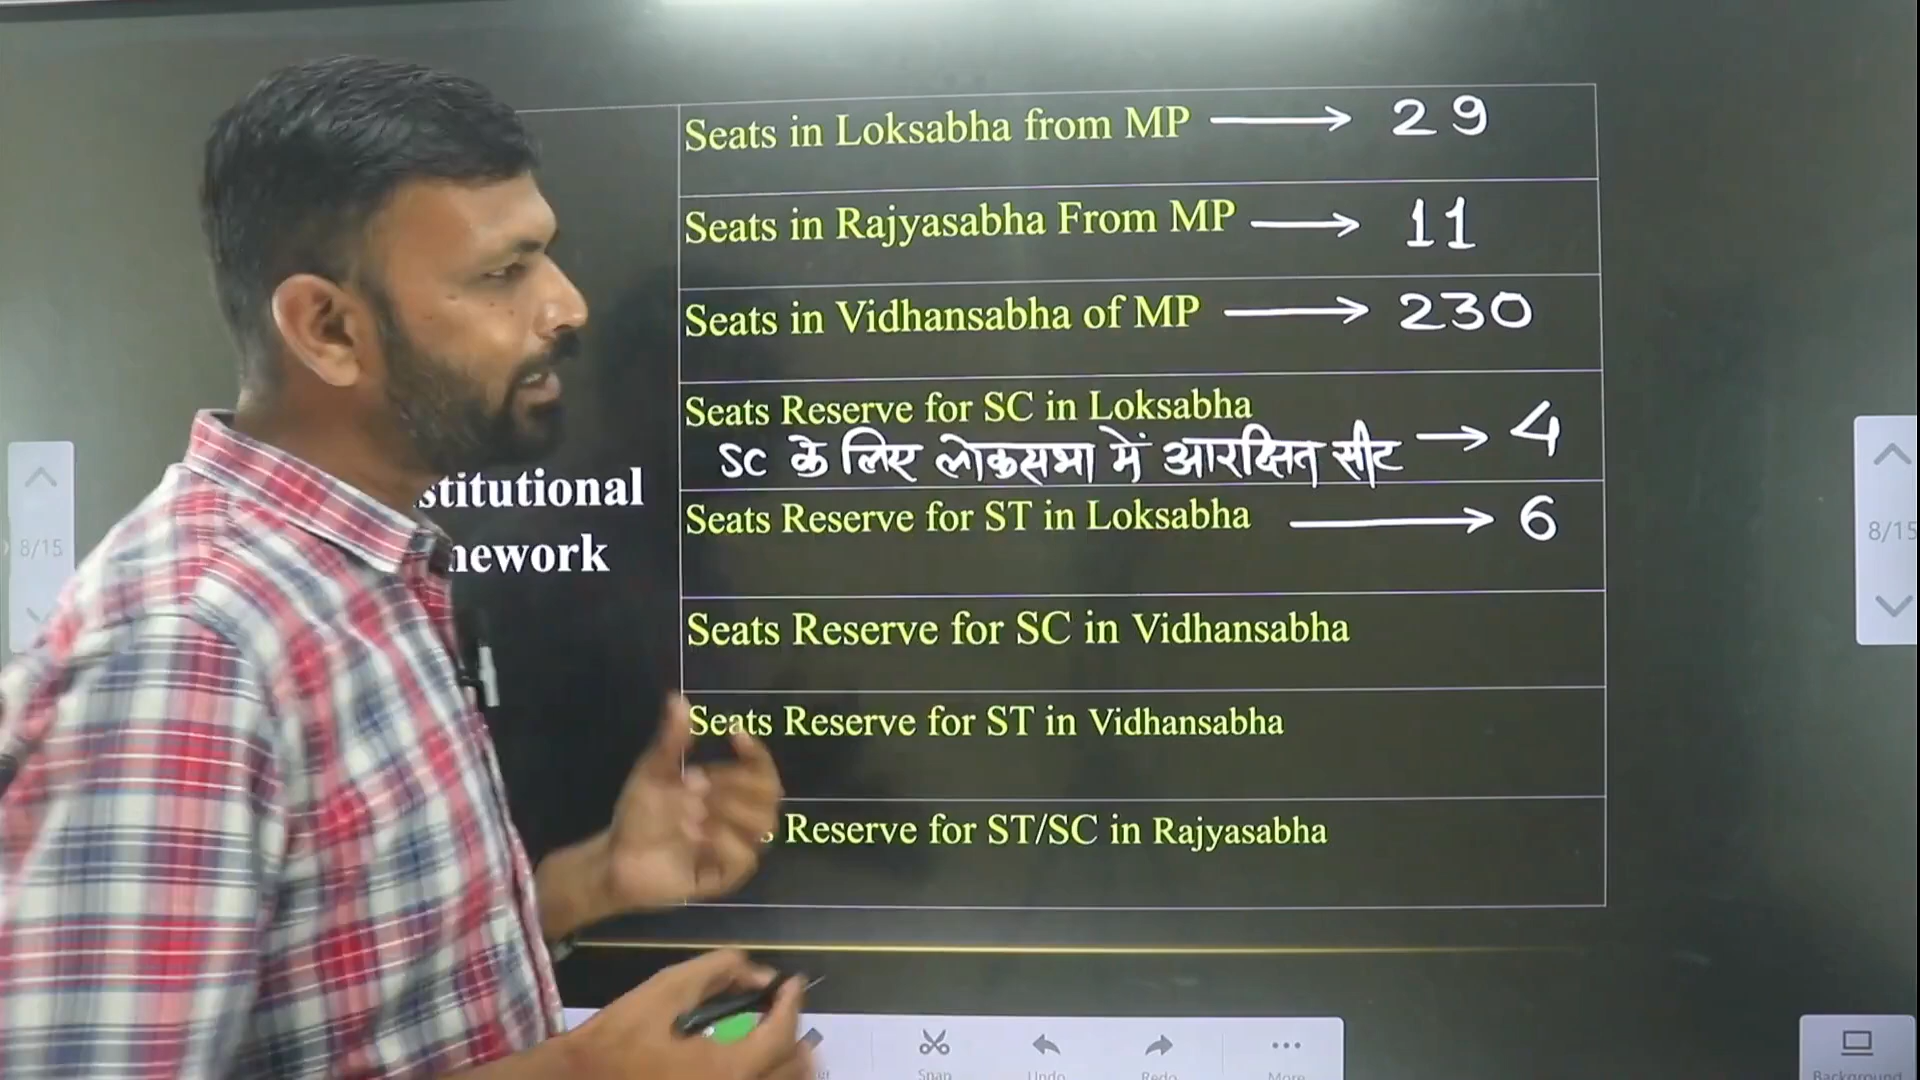 Seats in Loksabha from MP → 29
Seats in Rajyasabha From MP → 11
Seats in Vidhansabha of MP → 230
Seats Reserve for SC in Loksabha
SC के लिए लोकसभा में आरक्षित सीट → 4
stitutional
Seats Reserve for ST in Loksabha → 6
8/15
8/15
ework
Seats Reserve for SC in Vidhansabha
Seats Reserve for ST in Vidhansabha
s Reserve for ST/SC in Rajyasabha
Snap
Undo
Redo
More
Background